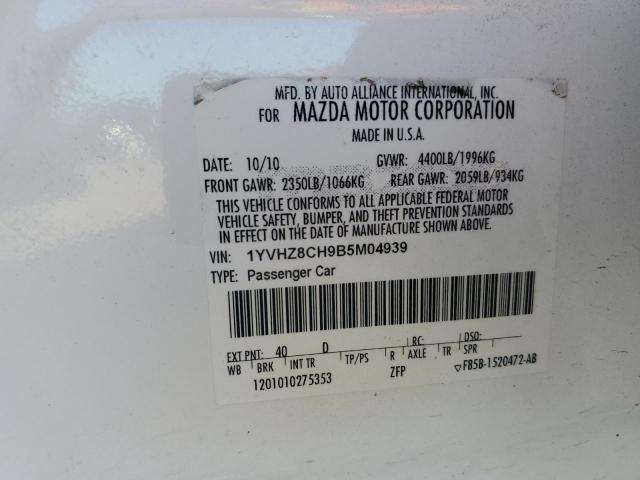 MFD. BY AUTO ALLIANCE INTERNATIONAL, INC.
FOR MAZDA MOTOR CORPORATION
MADE IN U.S.A.
DATE: 10/10 GVWR: 4400LB/1996KG
FRONT GAWR: 2350LB/1066KG REAR GAWR: 2059LB/934KG
THIS VEHICLE CONFORMS TO ALL APPLICABLE FEDERAL MOTOR
VEHICLE SAFETY, BUMPER, AND THEFT PREVENTION STANDARDS
IN EFFECT ON THE DATE OF MANUFACTURE SHOWN ABOVE.
VIN: 1YVHZ8CH9B5M04939
TYPE: Passenger Car
EXT PNT: 40 D RC: DSO:
WB BRK INT TR TP/PS R AXLE TR SPR
1201010275353 ZFP ▽F85B-1520472-AB